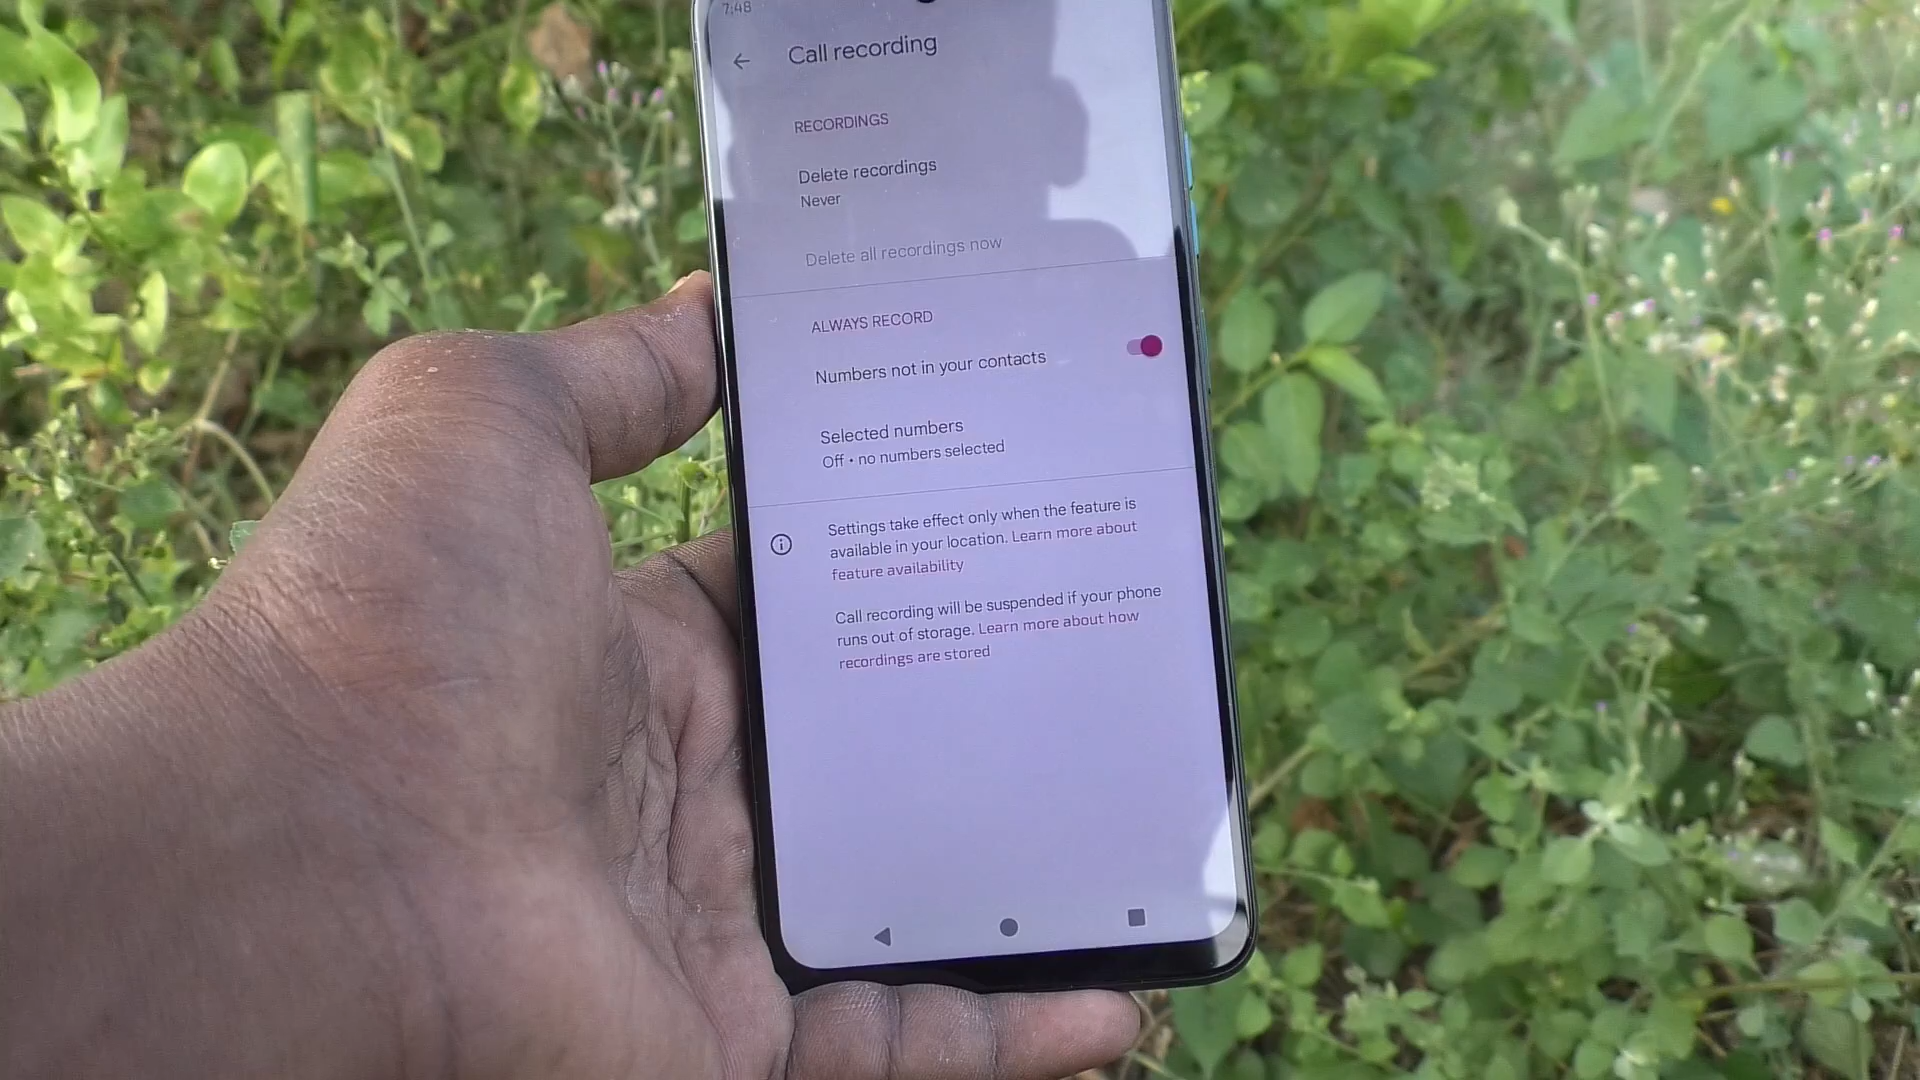 7:48
Call recording
RECORDINGS
Delete recordings
Never
Delete all recordings now
ALWAYS RECORD
Numbers not in your contacts
Selected numbers
Off • no numbers selected
Settings take effect only when the feature is
available in your location. Learn more about
feature availability
Call recording will be suspended if your phone
runs out of storage. Learn more about how
recordings are stored